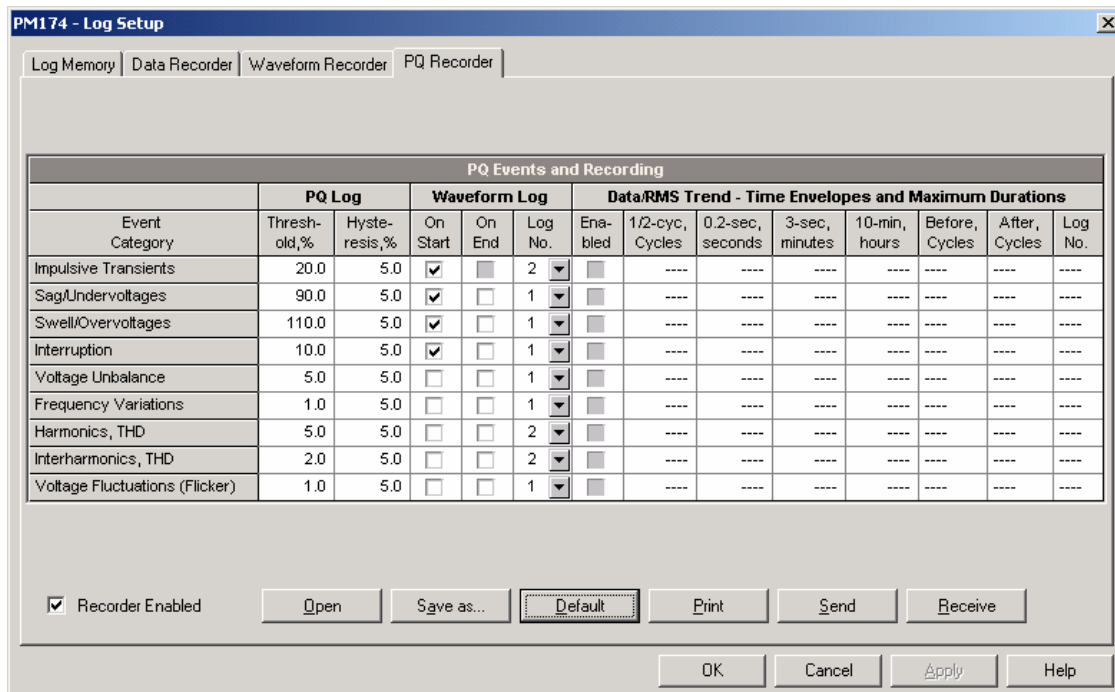 PM174 - Log Setup
Log Memory Data Recorder Waveform Recorder PQ Recorder
PQ Events and Recording
PQ Log Waveform Log Data/RMS Trend - Time Envelopes and Maximum Durations
Event Category Thresh-old,% Hyste-resis,% On Start On End Log No. Ena-bled 1/2-cyc, Cycles 0.2-sec, seconds 3-sec, minutes 10-min, hours Before, Cycles After, Cycles Log No.
Impulsive Transients 20.0 5.0 2 ---- ---- ---- ---- ---- ---- ----
Sag/Undervoltages 90.0 5.0 1 ---- ---- ---- ---- ---- ---- ----
Swell/Overvoltages 110.0 5.0 1 ---- ---- ---- ---- ---- ---- ----
Interruption 10.0 5.0 1 ---- ---- ---- ---- ---- ---- ----
Voltage Unbalance 5.0 5.0 1 ---- ---- ---- ---- ---- ---- ----
Frequency Variations 1.0 5.0 1 ---- ---- ---- ---- ---- ---- ----
Harmonics, THD 5.0 5.0 2 ---- ---- ---- ---- ---- ---- ----
Interharmonics, THD 2.0 5.0 2 ---- ---- ---- ---- ---- ---- ----
Voltage Fluctuations (Flicker) 1.0 5.0 1 ---- ---- ---- ---- ---- ---- ----
Recorder Enabled Open Save as... Default Print Send Receive
OK Cancel Apply Help